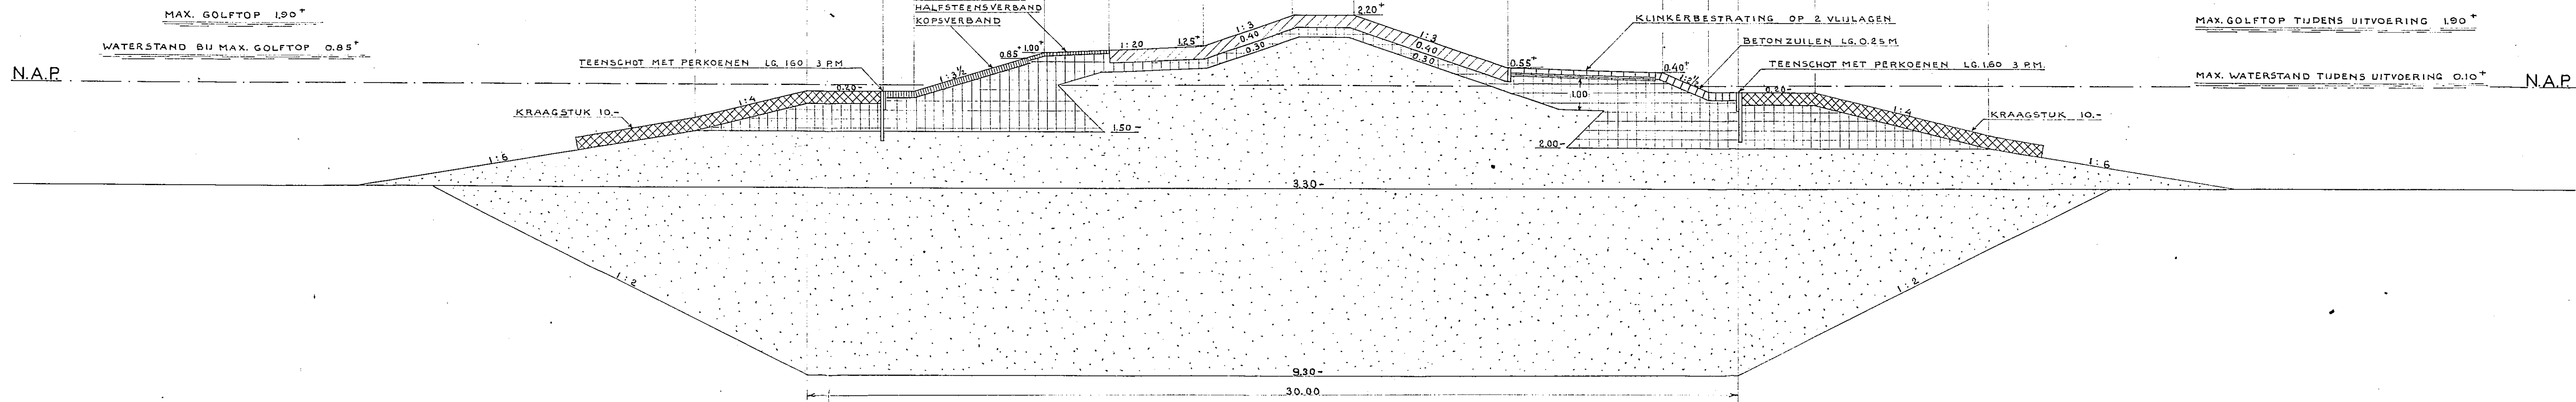 MAX. GOLFTOP 1.90+
WATERSTAND BIJ MAX. GOLFTOP 0.85+
N.A.P.
TEENSCHOT MET PERKOENEN LG. 1.60 3 P.M.
KRAAGSTUK 10.-
HALFSTEENSVERBAND
KOPSVERBAND
1:6
1:4
0.20-
1:3½
0.85+
1.00+
1:20
1.25+
1:3
0.40
0.30
2.20+
1:3
0.40
0.30
0.55+
1.00
0.40+
1:2½
0.20-
1:4
1:6
1.50-
2.00-
KLINKERBESTRATING OP 2 VLIJLAGEN
BETONZUILEN LG. 0.25 M
TEENSCHOT MET PERKOENEN LG. 1.60 3 P.M.
KRAAGSTUK 10.-
MAX. GOLFTOP TIJDENS UITVOERING 1.90+
MAX. WATERSTAND TIJDENS UITVOERING 0.10+
N.A.P.
3.30-
1:2
1:2
9.30-
30.00